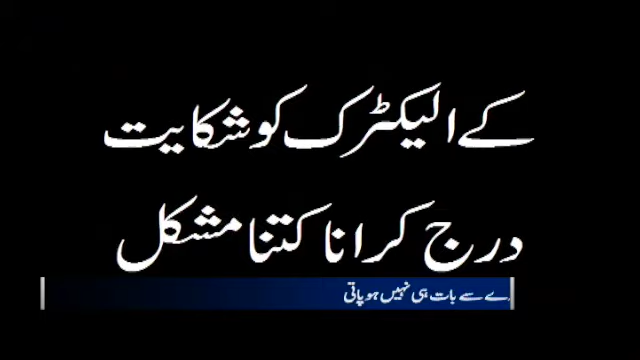 کے الیکٹرک کو شکایت
درج کرانا کتنا مشکل
سے بات ہی نہیں ہو پاتی